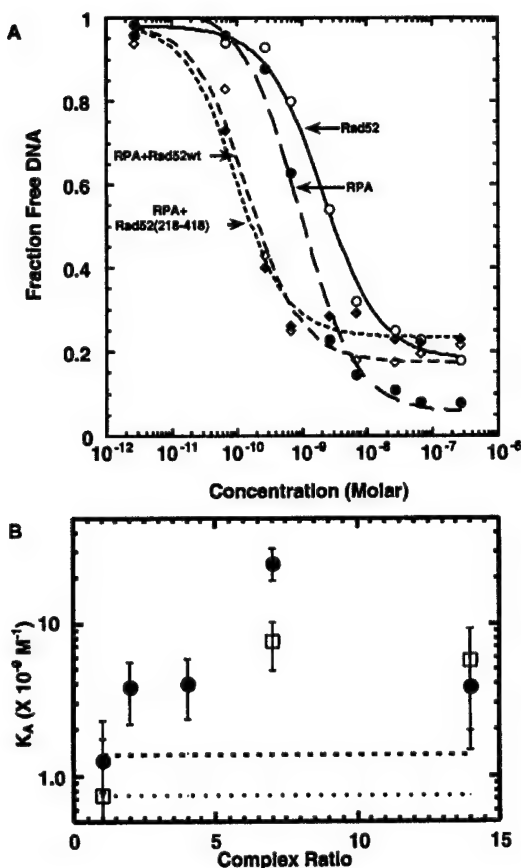 A
1
0.8
0.6
0.4
0.2
0
Fraction Free DNA
Rad52
RPA+Rad52wt
RPA
RPA+
Rad52(218-418)
10⁻¹² 10⁻¹¹ 10⁻¹⁰ 10⁻⁹ 10⁻⁸ 10⁻⁷ 10⁻⁶
Concentration (Molar)
B
10
1.0
K_A (X 10⁻⁹ M⁻¹)
0 5 10 15
Complex Ratio